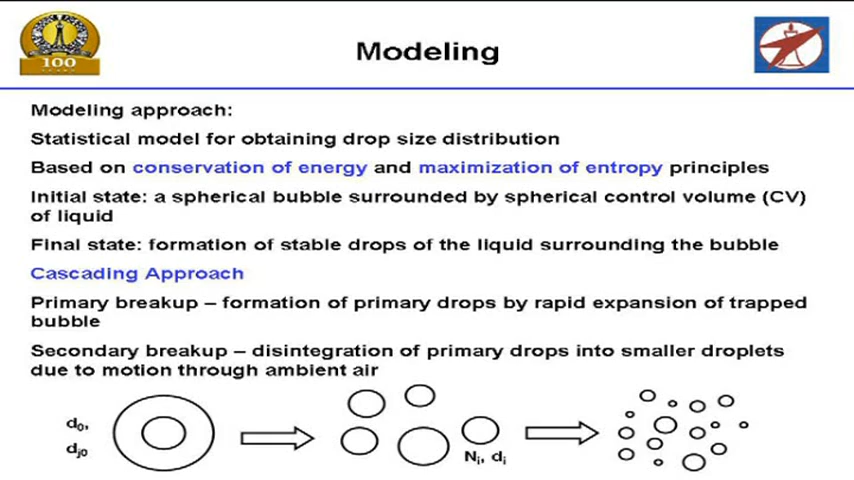 100
Modeling
Modeling approach:
Statistical model for obtaining drop size distribution
Based on conservation of energy and maximization of entropy principles
Initial state: a spherical bubble surrounded by spherical control volume (CV)
of liquid
Final state: formation of stable drops of the liquid surrounding the bubble
Cascading Approach
Primary breakup – formation of primary drops by rapid expansion of trapped
bubble
Secondary breakup – disintegration of primary drops into smaller droplets
due to motion through ambient air
d0,
dj0
Ni, di